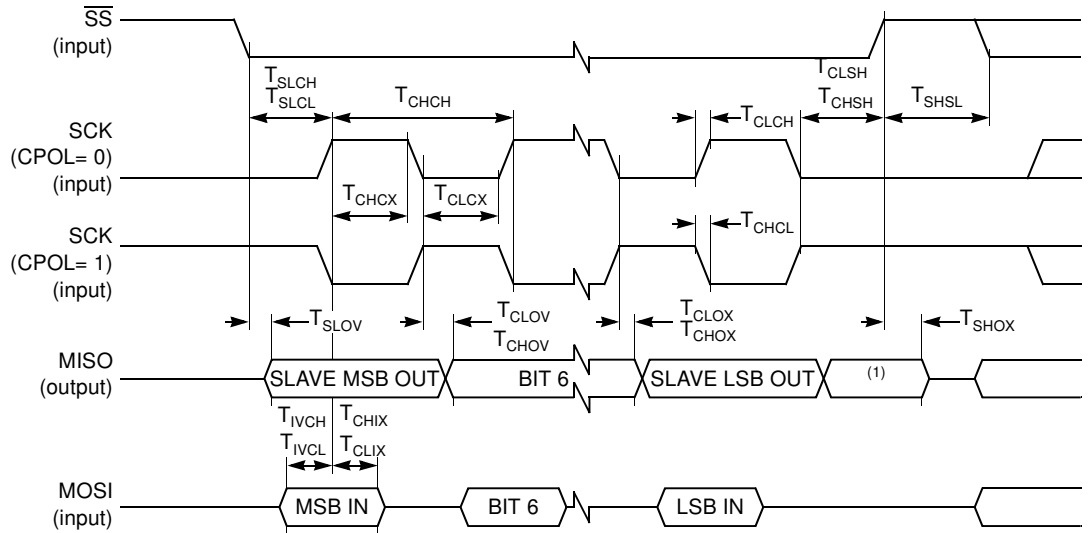 SS
(input)
TSLCH
TSLCL
TCHCH
TCLCH
TCLSH
TCHSH
TSHSL
SCK
(CPOL= 0)
(input)
TCHCX
TCLCX
TCHCL
SCK
(CPOL= 1)
(input)
TSLOV
TCLOV
TCHOV
TCLOX
TCHOX
TSHOX
MISO
(output)
SLAVE MSB OUT
BIT 6
SLAVE LSB OUT
(1)
TIVCH
TIVCL
TCHIX
TCLIX
MOSI
(input)
MSB IN
BIT 6
LSB IN